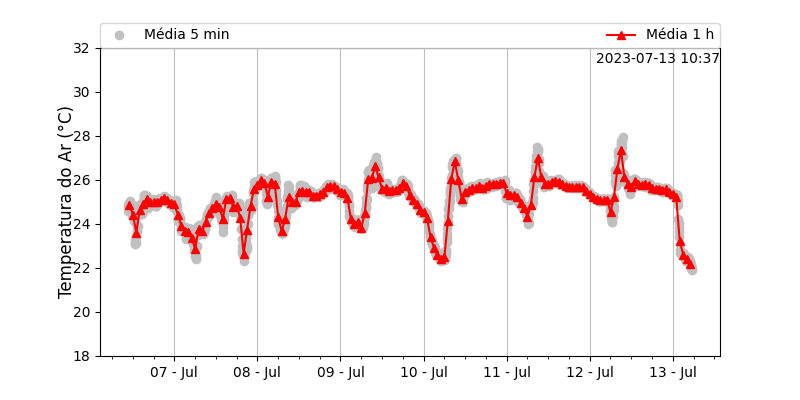 Média 5 min
Média 1 h
2023-07-13 10:37
Temperatura do Ar (°C)
32
30
28
26
24
22
20
18
07 - Jul
08 - Jul
09 - Jul
10 - Jul
11 - Jul
12 - Jul
13 - Jul